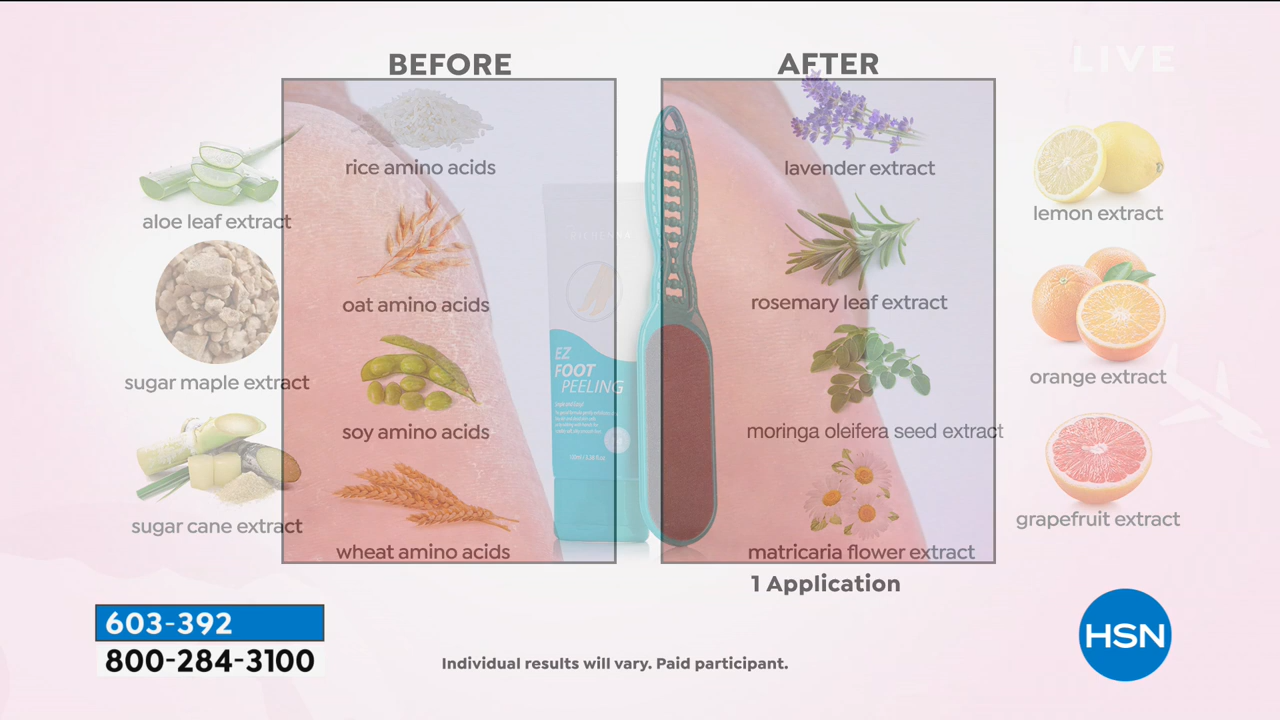 BEFORE
AFTER
LIVE
rice amino acids
lavender extract
aloe leaf extract
lemon extract
oat amino acids
rosemary leaf extract
sugar maple extract
orange extract
EZ
FOOT
PEELING
soy amino acids
moringa oleifera seed extract
sugar cane extract
grapefruit extract
wheat amino acids
matricaria flower extract
1 Application
603-392
800-284-3100
Individual results will vary. Paid participant.
HSN